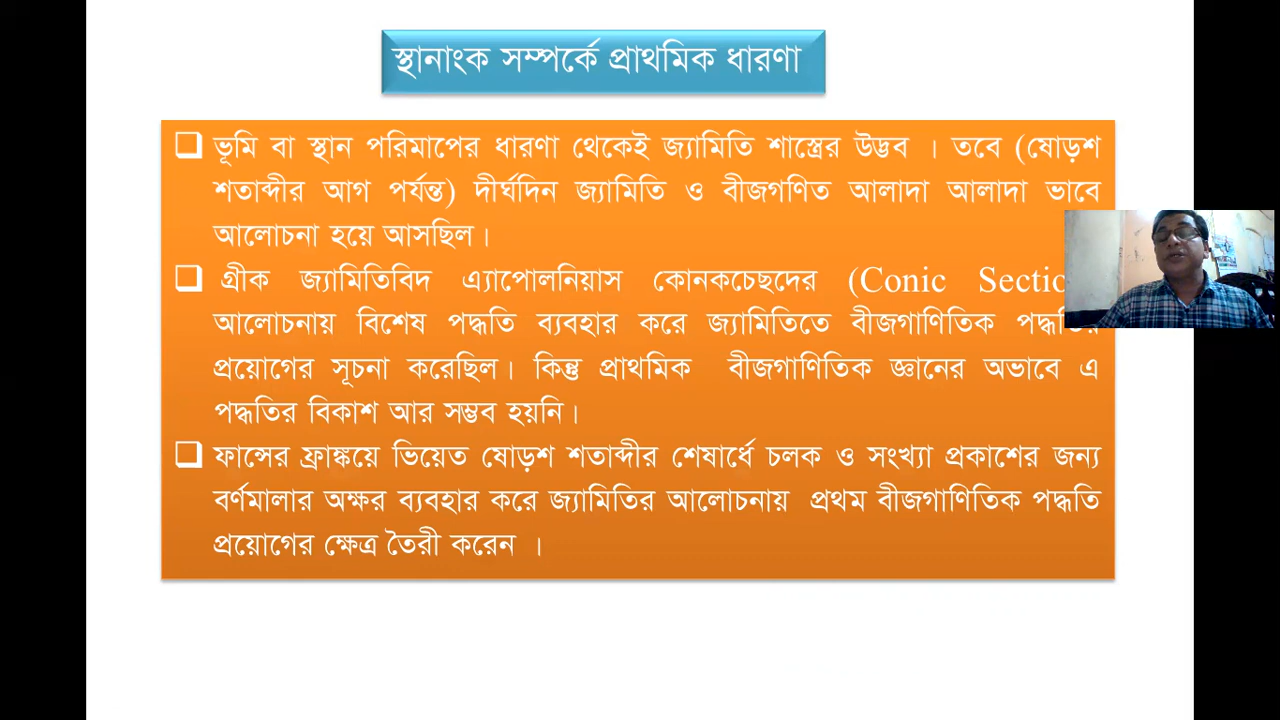 স্থানাংক সম্পর্কে প্রাথমিক ধারণা
ভূমি বা স্থান পরিমাপের ধারণা থেকেই জ্যামিতি শাস্ত্রের উদ্ভব । তবে (ষোড়শ
শতাব্দীর আগ পর্যন্ত) দীর্ঘদিন জ্যামিতি ও বীজগণিত আলাদা আলাদা ভাবে
আলোচনা হয়ে আসছিল।
গ্রীক জ্যামিতিবিদ এ্যাপোলনিয়াস কোনকচেছদের (Conic
আলোচনায় বিশেষ পদ্ধতি ব্যবহার করে জ্যামিতিতে বীজগাণিতিক
প্রয়োগের সূচনা করেছিল। কিন্তু প্রাথমিক বীজগাণিতিক জ্ঞানের অভাবে এ
পদ্ধতির বিকাশ আর সম্ভব হয়নি।
ফান্সের ফ্রাঙ্কয়ে ভিয়েত ষোড়শ শতাব্দীর শেষার্ধে চলক ও সংখ্যা প্রকাশের জন্য
বর্ণমালার অক্ষর ব্যবহার করে জ্যামিতির আলোচনায় প্রথম বীজগাণিতিক পদ্ধতি
প্রয়োগের ক্ষেত্র তৈরী করেন ।